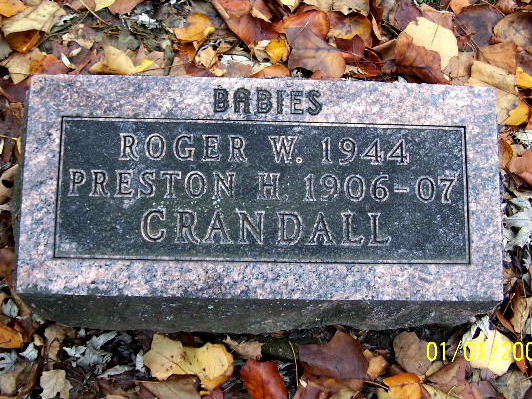 BABIES
ROGER W. 1944
PRESTON H. 1906-07
CRANDALL